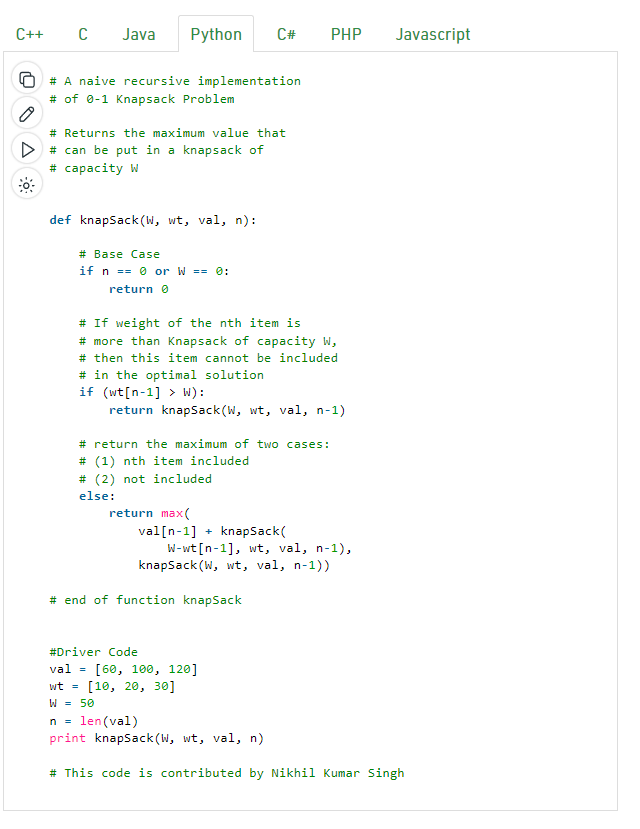 C++ C Java Python C# PHP Javascript
# A naive recursive implementation
# of 0-1 Knapsack Problem
# Returns the maximum value that
# can be put in a knapsack of
# capacity W
def knapSack(W, wt, val, n):
# Base Case
if n == 0 or W == 0:
return 0
# If weight of the nth item is
# more than Knapsack of capacity W,
# then this item cannot be included
# in the optimal solution
if (wt[n-1] > W):
return knapSack(W, wt, val, n-1)
# return the maximum of two cases:
# (1) nth item included
# (2) not included
else:
return max(
val[n-1] + knapSack(
W-wt[n-1], wt, val, n-1),
knapSack(W, wt, val, n-1))
# end of function knapSack
#Driver Code
val = [60, 100, 120]
wt = [10, 20, 30]
W = 50
n = len(val)
print knapSack(W, wt, val, n)
# This code is contributed by Nikhil Kumar Singh